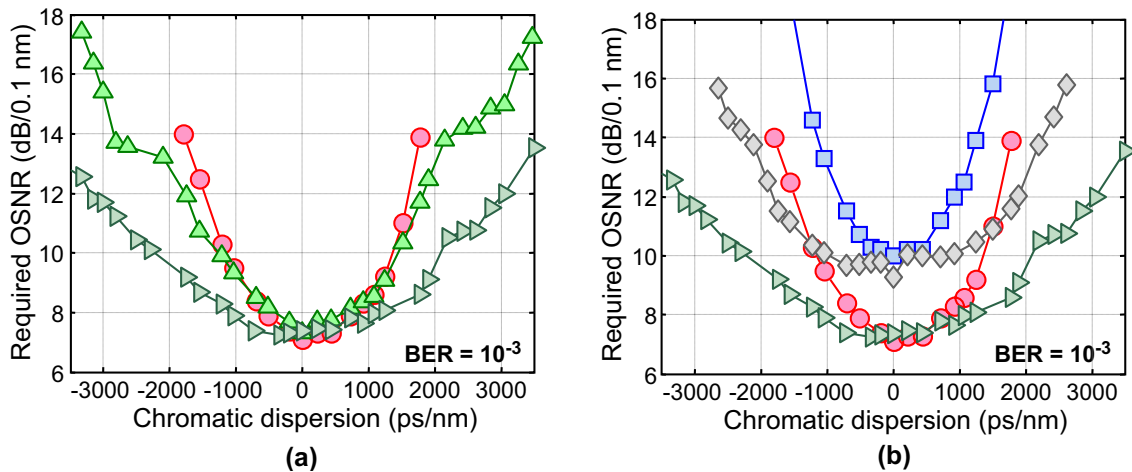 18
16
14
12
10
8
6
Required OSNR (dB/0.1 nm)
BER = 10⁻³
-3000 -2000 -1000 0 1000 2000 3000
Chromatic dispersion (ps/nm)
(a)
18
16
14
12
10
8
6
Required OSNR (dB/0.1 nm)
BER = 10⁻³
-3000 -2000 -1000 0 1000 2000 3000
Chromatic dispersion (ps/nm)
(b)